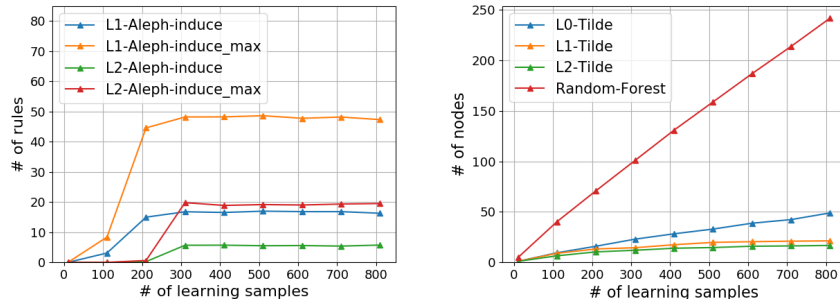 # of rules
80
70
60
50
40
30
20
10
0
L1-Aleph-induce
L1-Aleph-induce_max
L2-Aleph-induce
L2-Aleph-induce_max
0 100 200 300 400 500 600 700 800
# of learning samples
# of nodes
250
200
150
100
50
0
L0-Tilde
L1-Tilde
L2-Tilde
Random-Forest
0 100 200 300 400 500 600 700 800
# of learning samples